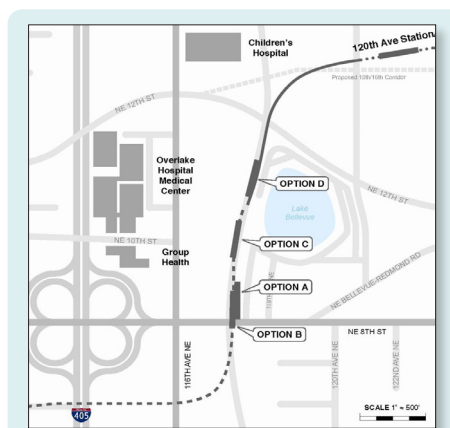 Children's
Hospital
120th Ave Station
Proposed 15th/16th Corridor
NE 12TH ST
Overlake
Hospital
Medical
Center
OPTION D
NE 12TH ST
Lake
Bellevue
NE 10TH ST
OPTION C
Group
Health
NE BELLEVUE-REDMOND RD
OPTION A
OPTION B
NE 8TH ST
116TH AVE NE
120TH AVE NE
122ND AVE NE
405
SCALE 1" = 500'